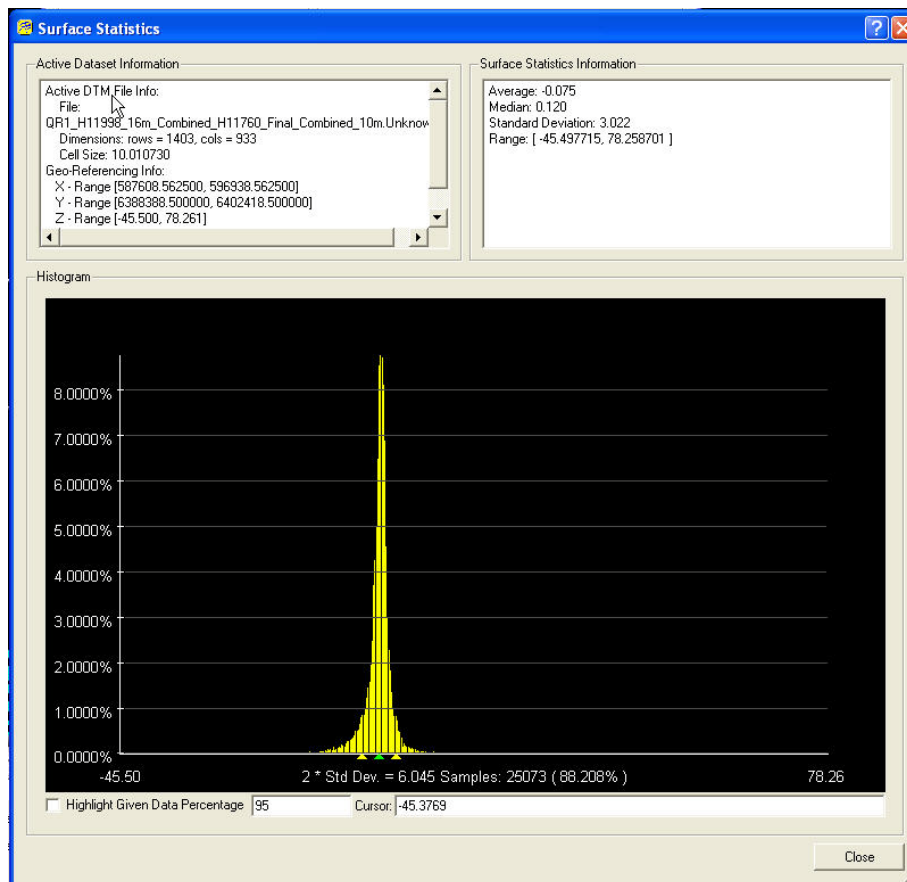 Surface Statistics
Active Dataset Information
Active DTM File Info:
File:
QR1_H11998_16m_Combined_H11760_Final_Combined_10m.Unknow
Dimensions: rows = 1403, cols = 933
Cell Size: 10.010730
Geo-Referencing Info:
X - Range [587608.562500, 596938.562500]
Y - Range [6388388.500000, 6402418.500000]
Z - Range [-45.500, 78.261]
Surface Statistics Information
Average: -0.075
Median: 0.120
Standard Deviation: 3.022
Range: [ -45.497715, 78.258701 ]
Histogram
8.0000%
7.0000%
6.0000%
5.0000%
4.0000%
3.0000%
2.0000%
1.0000%
0.0000%
-45.50 2 * Std Dev. = 6.045 Samples: 25073 ( 88.208% ) 78.26
Highlight Given Data Percentage 95 Cursor: -45.3769
Close